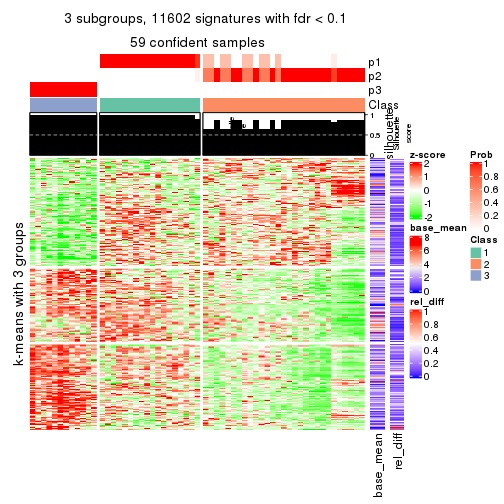 3 subgroups, 11602 signatures with fdr < 0.1
59 confident samples
p1
p2
p3
Class
1
0.5
0
silhouette
silhouette
score
k-means with 3 groups
base_mean
rel_diff
z-score
2
1
0
-1
-2
base_mean
8
6
4
2
0
rel_diff
1
0.8
0.6
0.4
0.2
0
Prob
1
0.8
0.6
0.4
0.2
0
Class
1
2
3